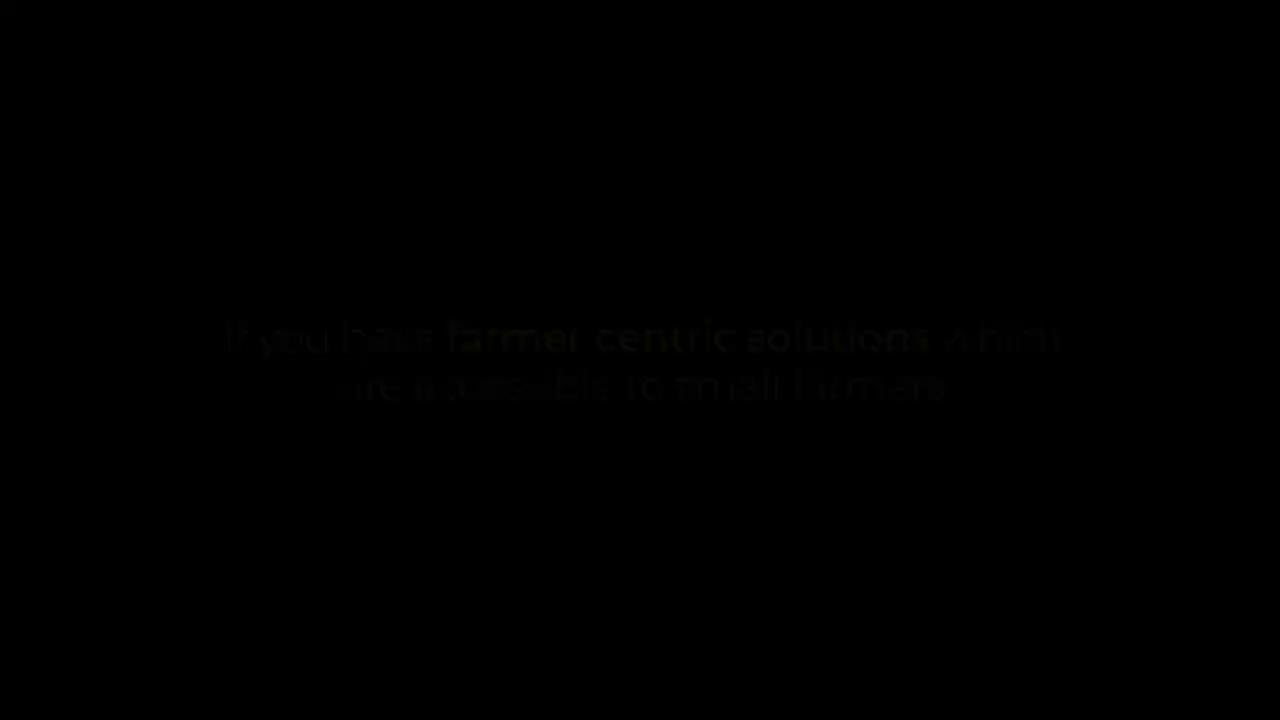 If you have farmer centric solutions which
are accessible to small farmers